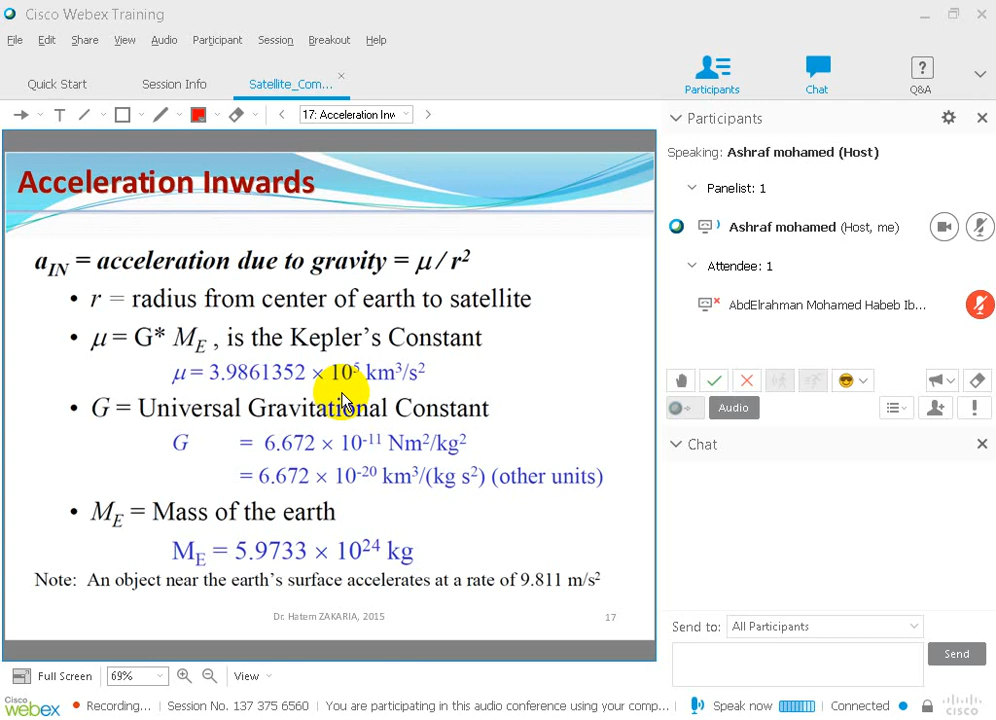 Cisco Webex Training
File Edit Share View Audio Participant Session Breakout Help
Quick Start Session Info Satellite_Com...
Participants Chat Q&A
T 17: Acceleration Inw
Participants
Speaking: Ashraf mohamed (Host)
Panelist: 1
Ashraf mohamed (Host, me)
Attendee: 1
AbdElrahman Mohamed Habeb Ib...
Audio
Chat
Send to: All Participants
Send
Acceleration Inwards
a_IN = acceleration due to gravity = μ / r²
• r = radius from center of earth to satellite
• μ = G* M_E , is the Kepler's Constant
μ = 3.9861352 × 10⁵ km³/s²
• G = Universal Gravitational Constant
G = 6.672 × 10⁻¹¹ Nm²/kg²
= 6.672 × 10⁻²⁰ km³/(kg s²) (other units)
• M_E = Mass of the earth
M_E = 5.9733 × 10²⁴ kg
Note: An object near the earth's surface accelerates at a rate of 9.811 m/s²
Dr. Hatem ZAKARIA, 2015 17
Full Screen 69% View
Cisco webex Recording... Session No. 137 375 6560 You are participating in this audio conference using your comp... Speak now Connected cisco